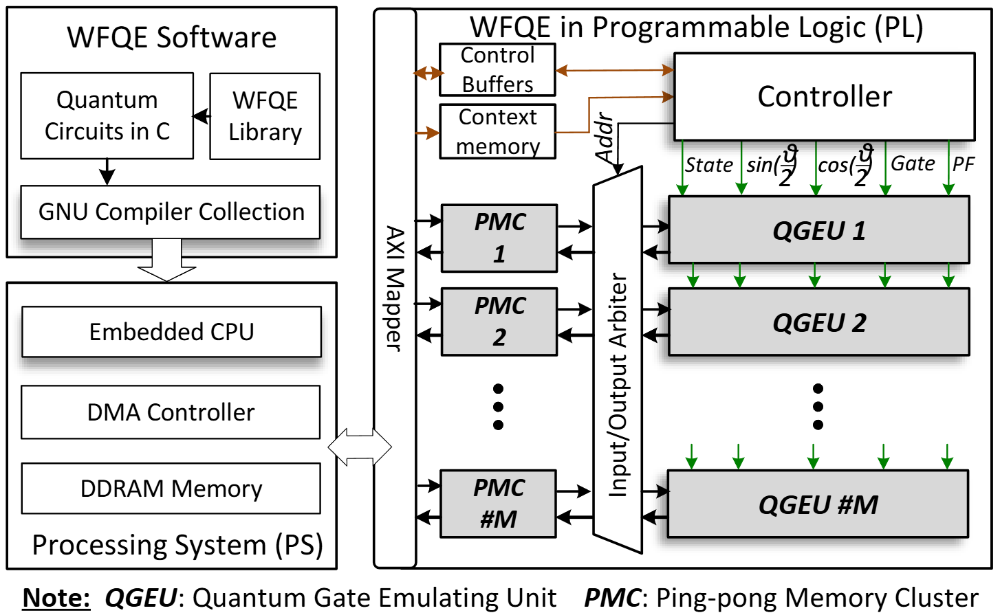 WFQE Software
Quantum
Circuits in C
WFQE
Library
GNU Compiler Collection
Embedded CPU
DMA Controller
DDRAM Memory
Processing System (PS)
AXI Mapper
WFQE in Programmable Logic (PL)
Control
Buffers
Context
memory
Controller
Addr
State
sin(ϑ/2)
cos(ϑ/2)
Gate
PF
PMC
1
PMC
2
PMC
#M
Input/Output Arbiter
QGEU 1
QGEU 2
QGEU #M
Note: QGEU: Quantum Gate Emulating Unit PMC: Ping-pong Memory Cluster